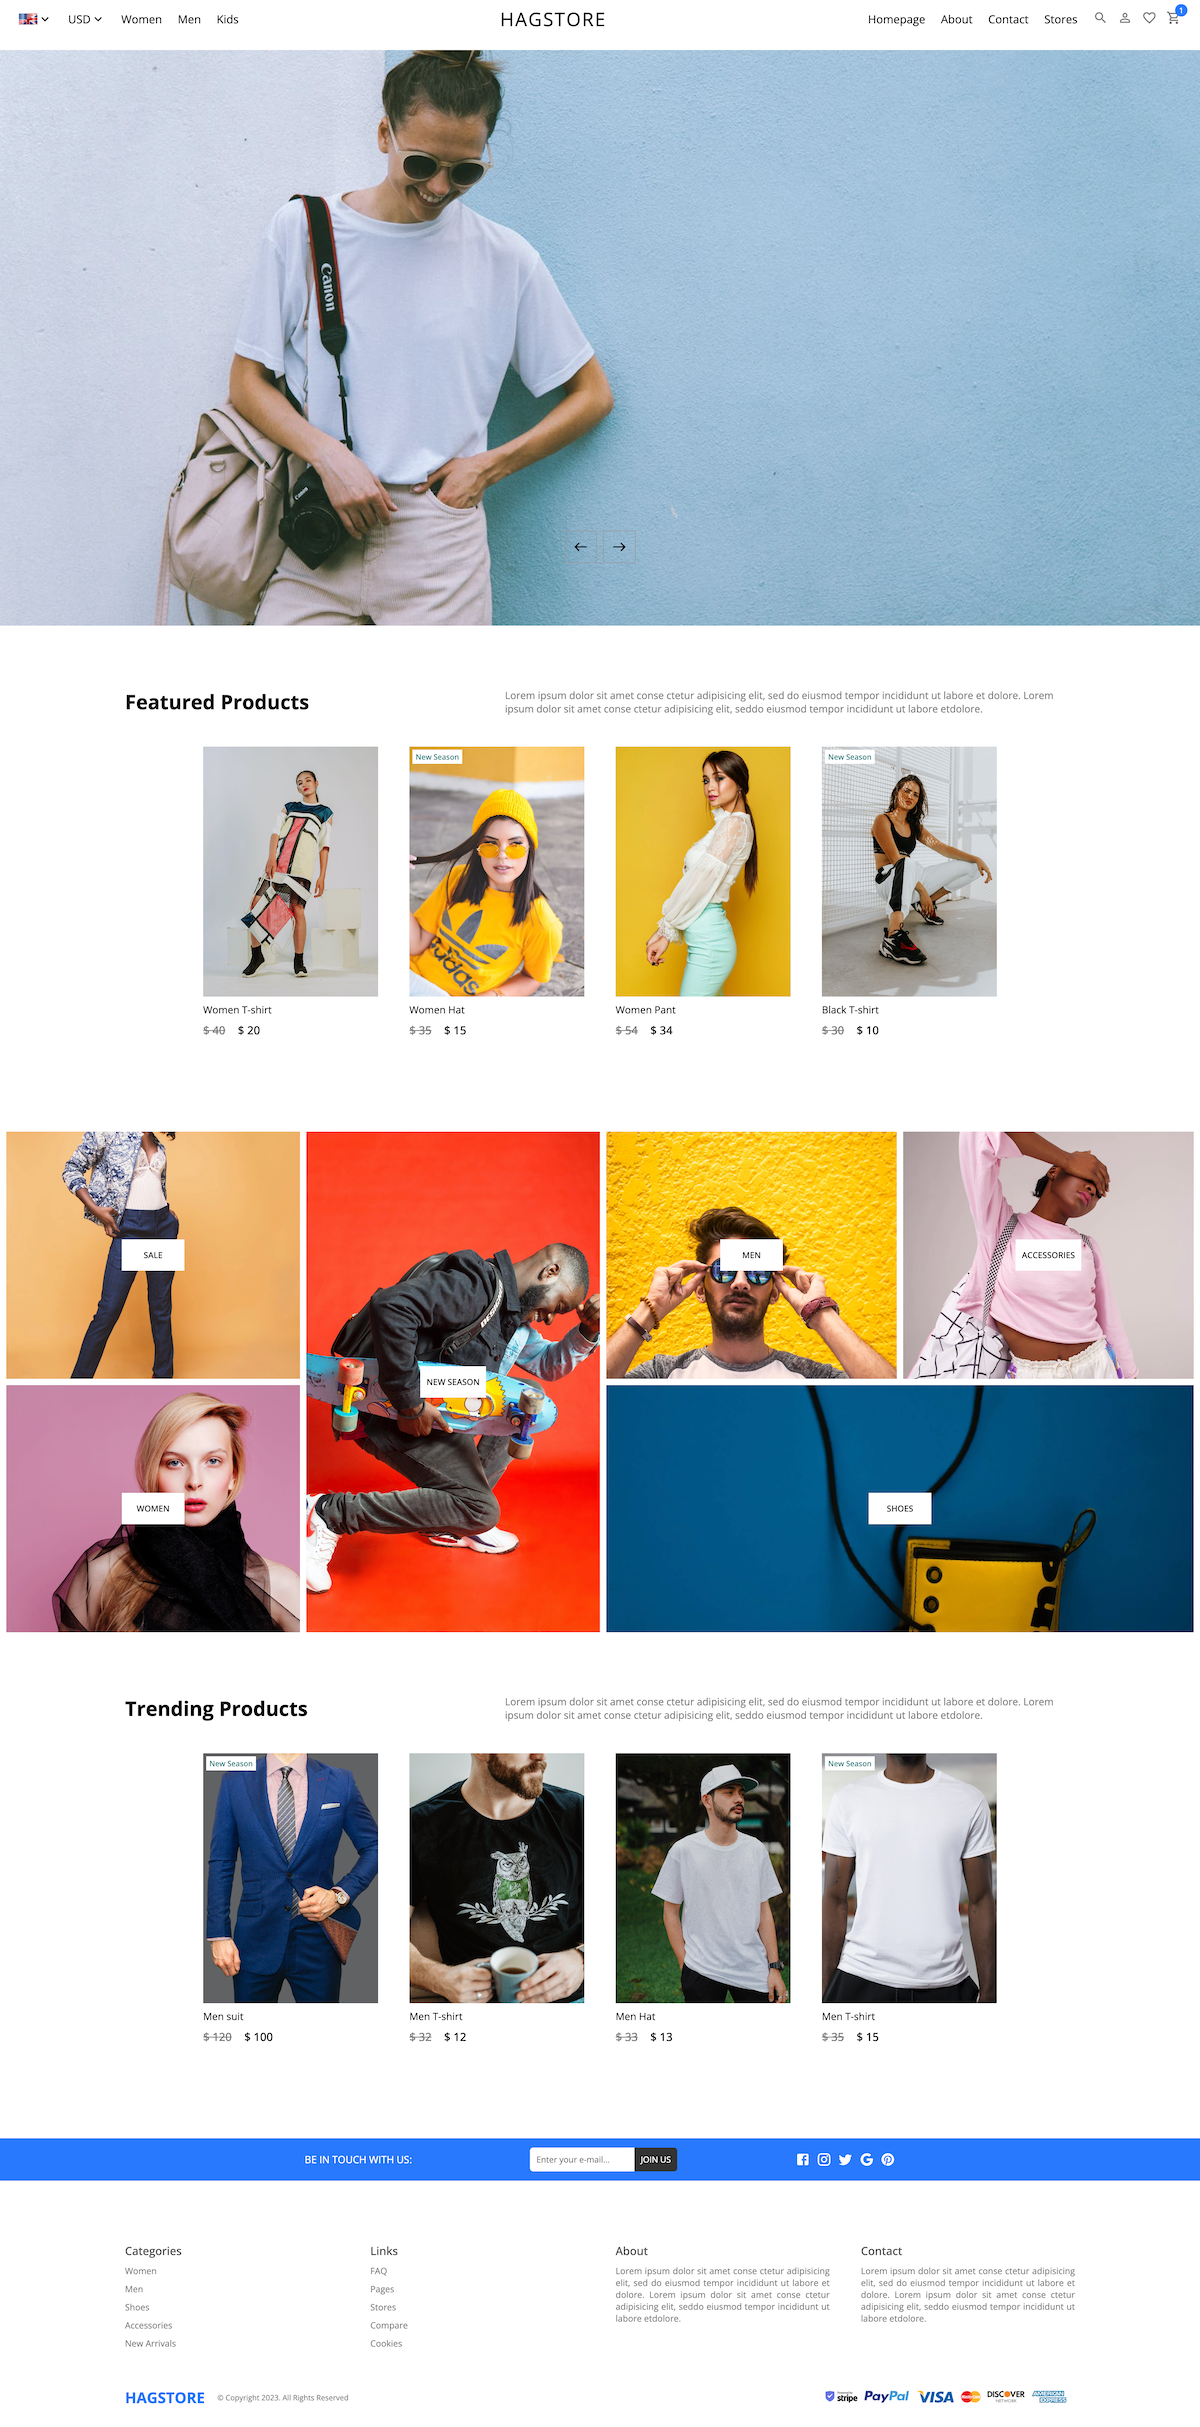 USD Women Men Kids HAGSTORE Homepage About Contact Stores 1
Canon
Canon
Featured Products
Lorem ipsum dolor sit amet conse ctetur adipisicing elit, sed do eiusmod tempor incididunt ut labore et dolore. Lorem
ipsum dolor sit amet conse ctetur adipisicing elit, seddo eiusmod tempor incididunt ut labore etdolore.
New Season
New Season
adidas
Women T-shirt
$ 40 $ 20
Women Hat
$ 35 $ 15
Women Pant
$ 54 $ 34
Black T-shirt
$ 30 $ 10
SALE
NEW SEASON
MEN
ACCESSORIES
WOMEN
SHOES
Trending Products
Lorem ipsum dolor sit amet conse ctetur adipisicing elit, sed do eiusmod tempor incididunt ut labore et dolore. Lorem
ipsum dolor sit amet conse ctetur adipisicing elit, seddo eiusmod tempor incididunt ut labore etdolore.
New Season
New Season
Men suit
$ 120 $ 100
Men T-shirt
$ 32 $ 12
Men Hat
$ 33 $ 13
Men T-shirt
$ 35 $ 15
BE IN TOUCH WITH US: Enter your e-mail... JOIN US
Categories
Women
Men
Shoes
Accessories
New Arrivals
Links
FAQ
Pages
Stores
Compare
Cookies
About
Lorem ipsum dolor sit amet conse ctetur adipisicing
elit, sed do eiusmod tempor incididunt ut labore et
dolore. Lorem ipsum dolor sit amet conse ctetur
adipisicing elit, seddo eiusmod tempor incididunt ut
labore etdolore.
Contact
Lorem ipsum dolor sit amet conse ctetur adipisicing
elit, sed do eiusmod tempor incididunt ut labore et
dolore. Lorem ipsum dolor sit amet conse ctetur
adipisicing elit, seddo eiusmod tempor incididunt ut
labore etdolore.
HAGSTORE © Copyright 2023. All Rights Reserved
stripe PayPal VISA DISCOVER NETWORK AMERICAN EXPRESS